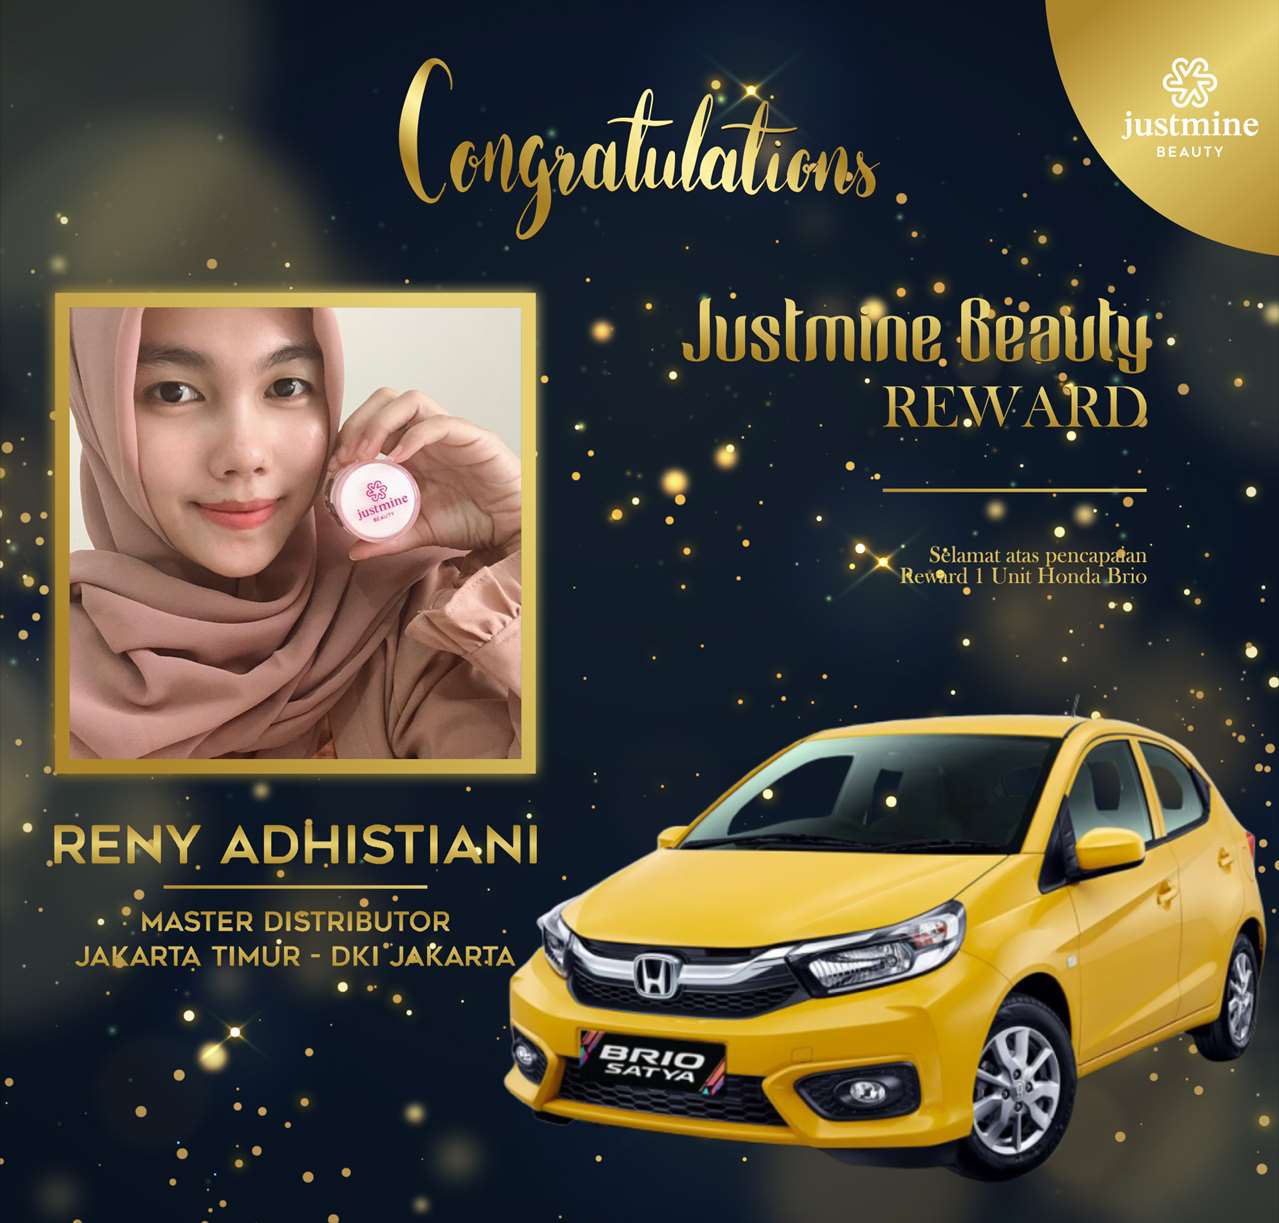 Congratulations
justmine
BEAUTY
Justmine Beauty
REWARD
Selamat atas pencapaian
Reward 1 Unit Honda Brio
justmine
BEAUTY
RENY ADHISTIANI
MASTER DISTRIBUTOR
JAKARTA TIMUR - DKI JAKARTA
BRIO
SATYA